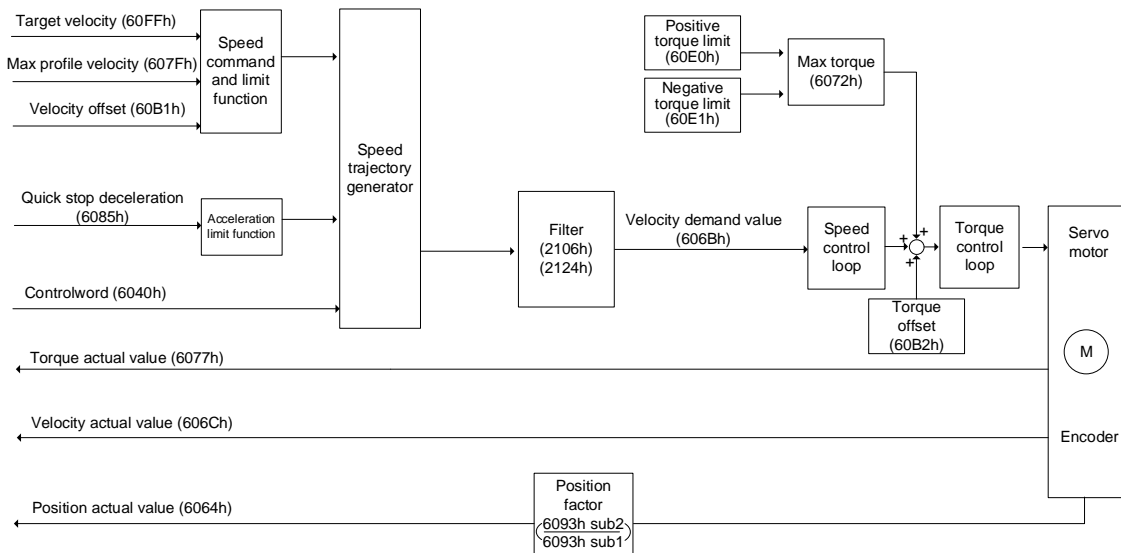 Target velocity (60FFh)
Max profile velocity (607Fh)
Velocity offset (60B1h)
Speed
command
and limit
function
Quick stop deceleration
(6085h)
Acceleration
limit function
Controlword (6040h)
Speed
trajectory
generator
Filter
(2106h)
(2124h)
Velocity demand value
(606Bh)
Positive
torque limit
(60E0h)
Negative
torque limit
(60E1h)
Max torque
(6072h)
Speed
control
loop
+
+
+
Torque
offset
(60B2h)
Torque
control
loop
Servo
motor
M
Encoder
Torque actual value (6077h)
Velocity actual value (606Ch)
Position actual value (6064h)
Position
factor
(6093h sub2
6093h sub1)